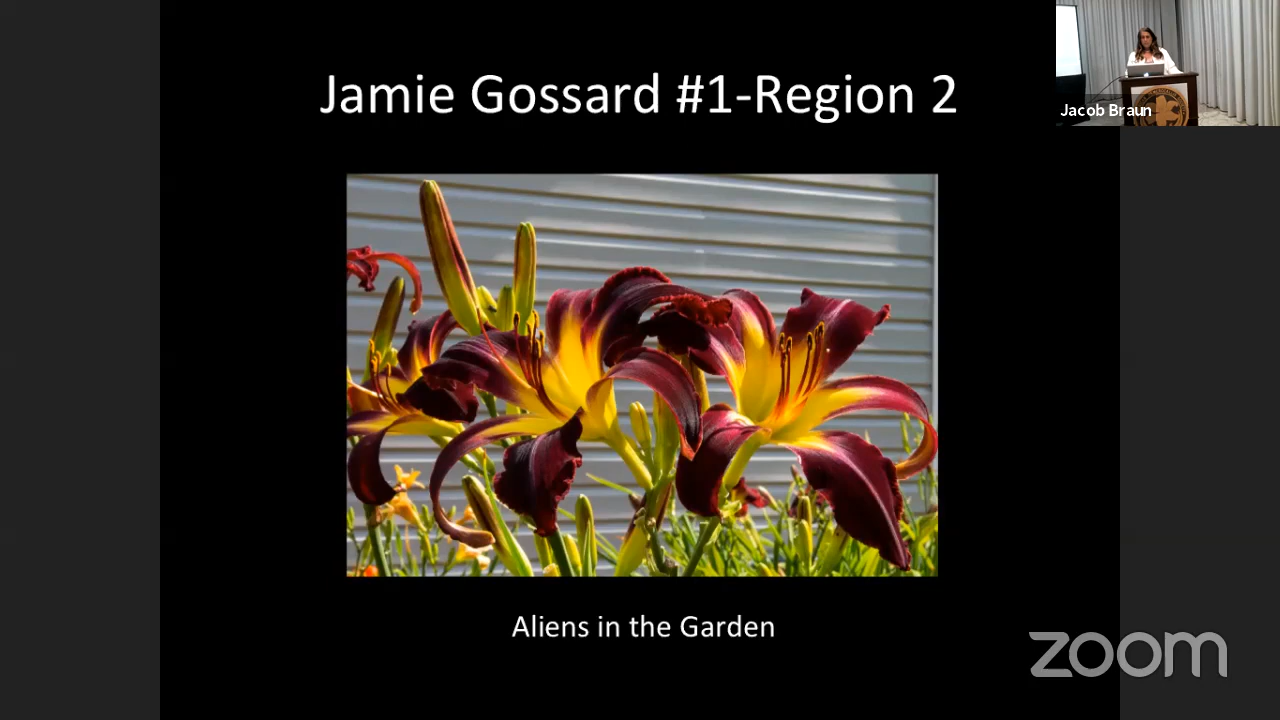 Jamie Gossard #1-Region 2
Jacob Braun
Aliens in the Garden
zoom